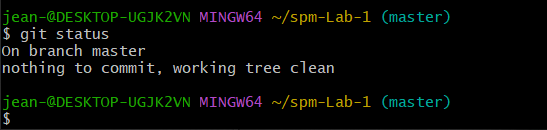 jean-@DESKTOP-UGJK2VN MINGW64 ~/spm-Lab-1 (master)
$ git status
On branch master
nothing to commit, working tree clean
jean-@DESKTOP-UGJK2VN MINGW64 ~/spm-Lab-1 (master)
$